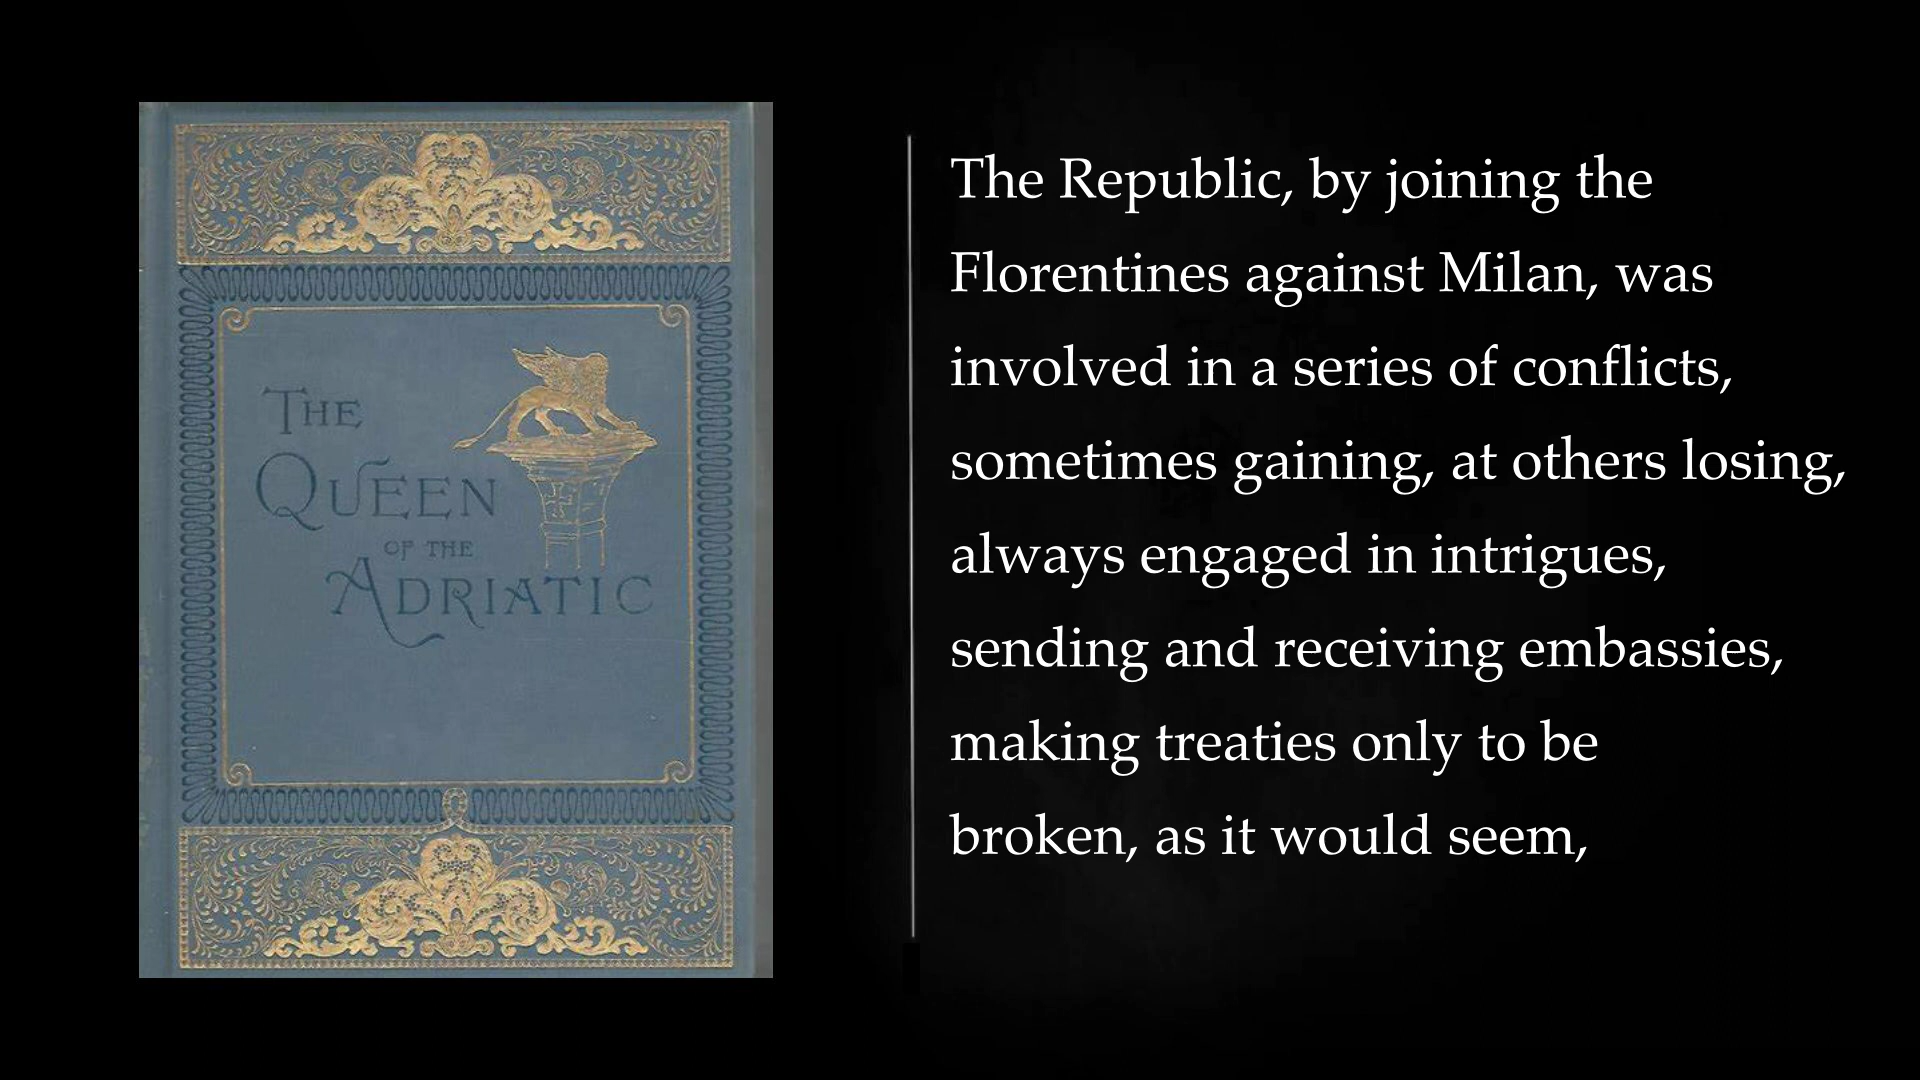 The
Queen
of the
Adriatic
The Republic, by joining the
Florentines against Milan, was
involved in a series of conflicts,
sometimes gaining, at others losing,
always engaged in intrigues,
sending and receiving embassies,
making treaties only to be
broken, as it would seem,